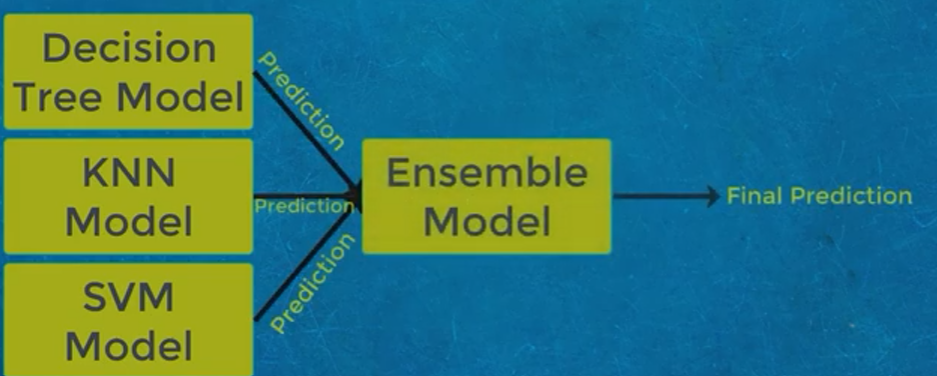 Decision
Tree Model
Prediction
KNN
Model
Prediction
SVM
Model
Prediction
Ensemble
Model
Final Prediction